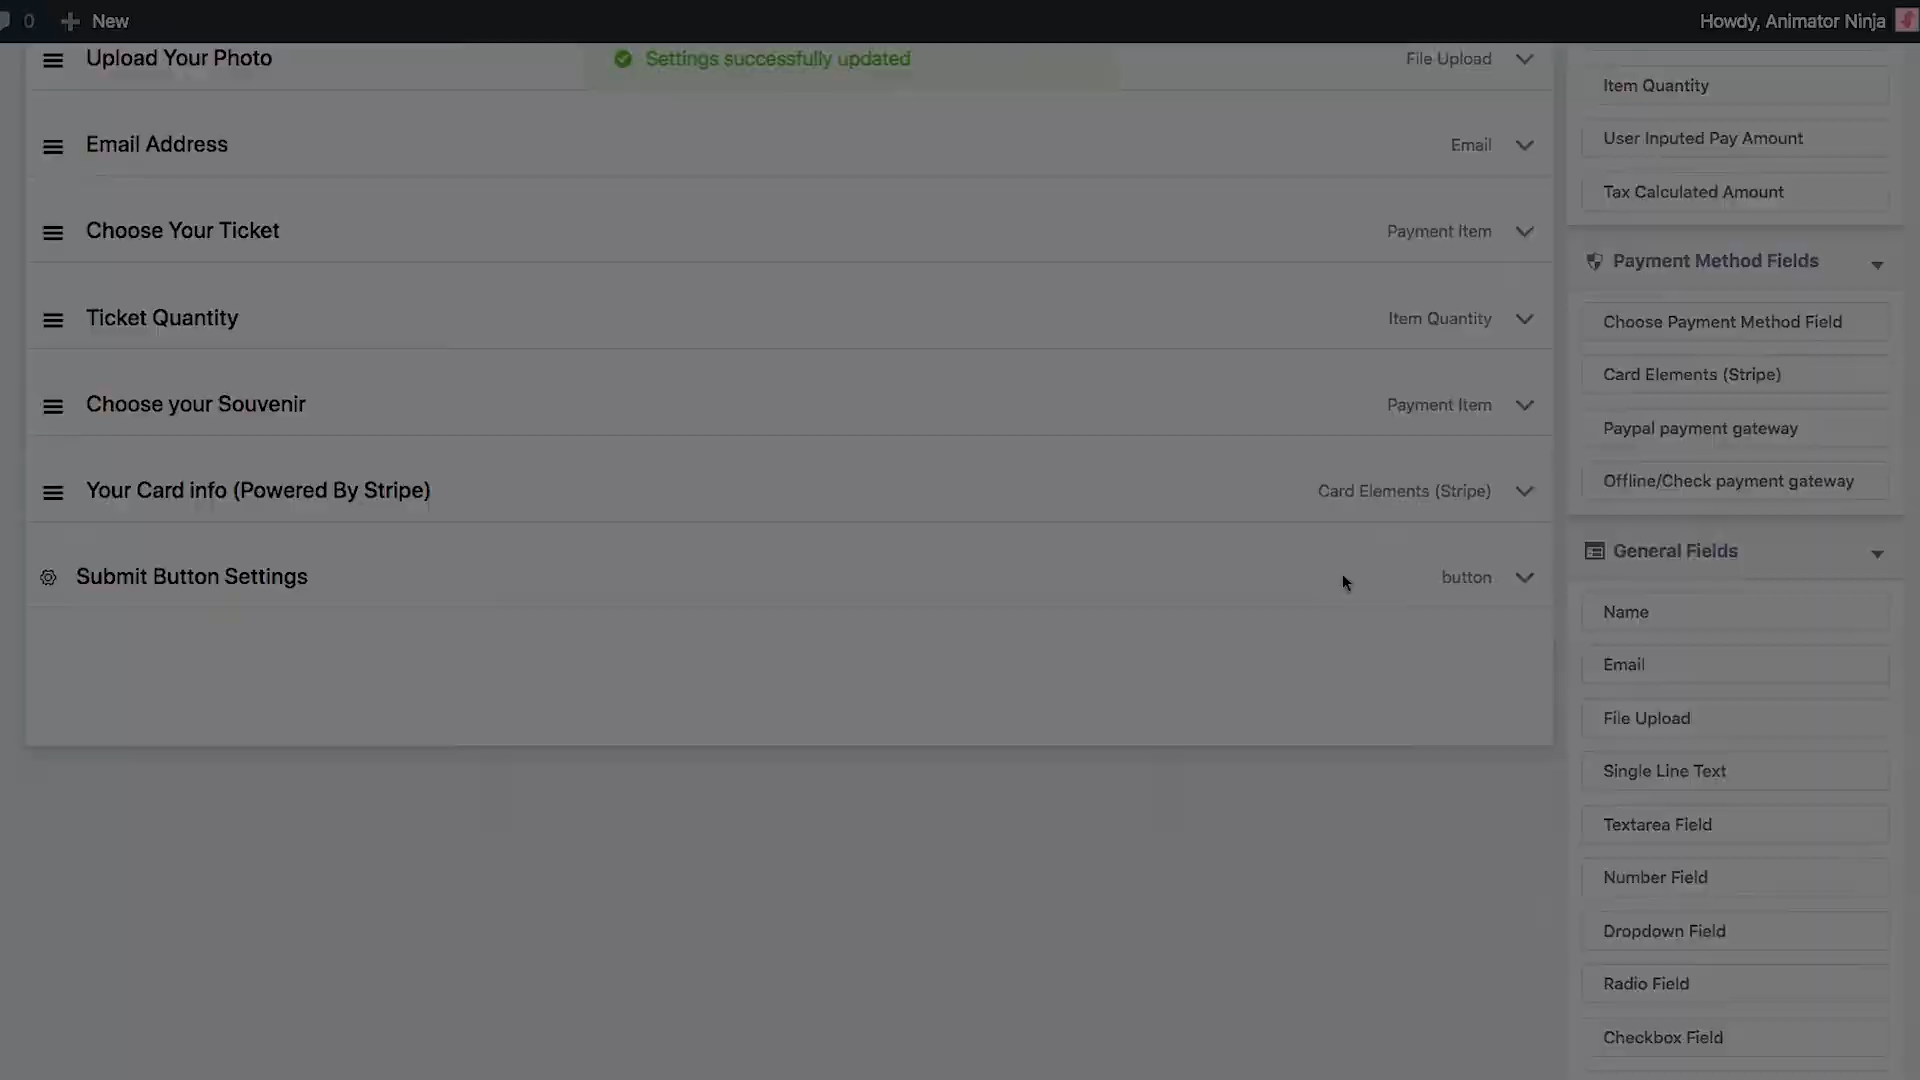 0 New
Howdy, Animator Ninja
Upload Your Photo
Settings successfully updated
File Upload
Email Address
Email
Choose Your Ticket
Payment Item
Ticket Quantity
Item Quantity
Choose your Souvenir
Payment Item
Your Card info (Powered By Stripe)
Card Elements (Stripe)
Submit Button Settings
button
Item Quantity
User Inputed Pay Amount
Tax Calculated Amount
Payment Method Fields
Choose Payment Method Field
Card Elements (Stripe)
Paypal payment gateway
Offline/Check payment gateway
General Fields
Name
Email
File Upload
Single Line Text
Textarea Field
Number Field
Dropdown Field
Radio Field
Checkbox Field